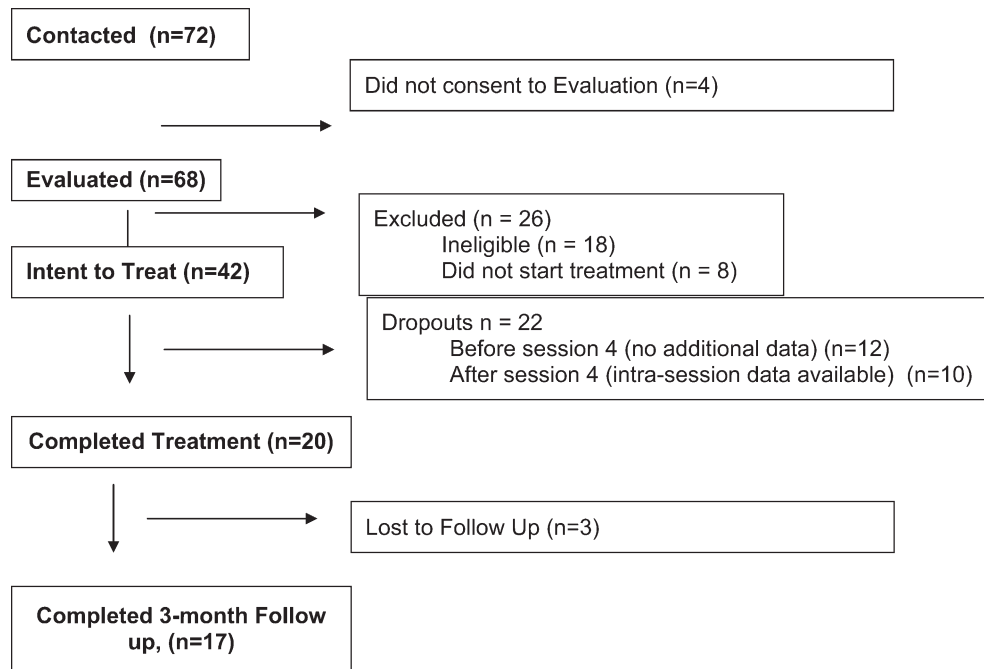 Contacted (n=72)
Did not consent to Evaluation (n=4)
Evaluated (n=68)
Excluded (n = 26)
Ineligible (n = 18)
Did not start treatment (n = 8)
Intent to Treat (n=42)
Dropouts n = 22
Before session 4 (no additional data) (n=12)
After session 4 (intra-session data available) (n=10)
Completed Treatment (n=20)
Lost to Follow Up (n=3)
Completed 3-month Follow
up, (n=17)